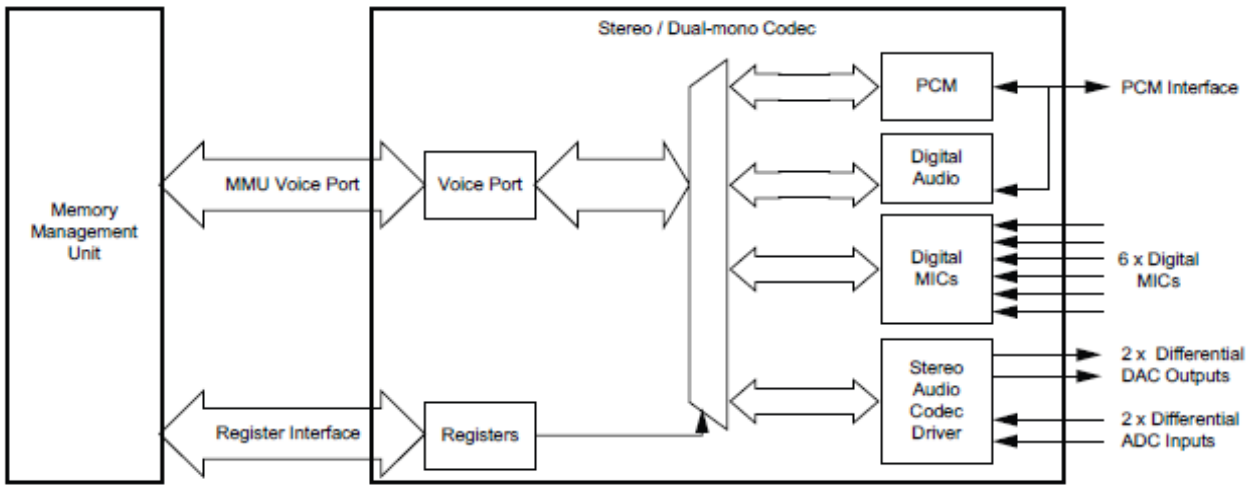 Stereo / Dual-mono Codec
PCM
PCM Interface
Digital
Audio
MMU Voice Port
Voice Port
Memory
Management
Unit
Digital
MICs
6 x Digital
MICs
Stereo
Audio
Codec
Driver
2 x Differential
DAC Outputs
2 x Differential
ADC Inputs
Register Interface
Registers